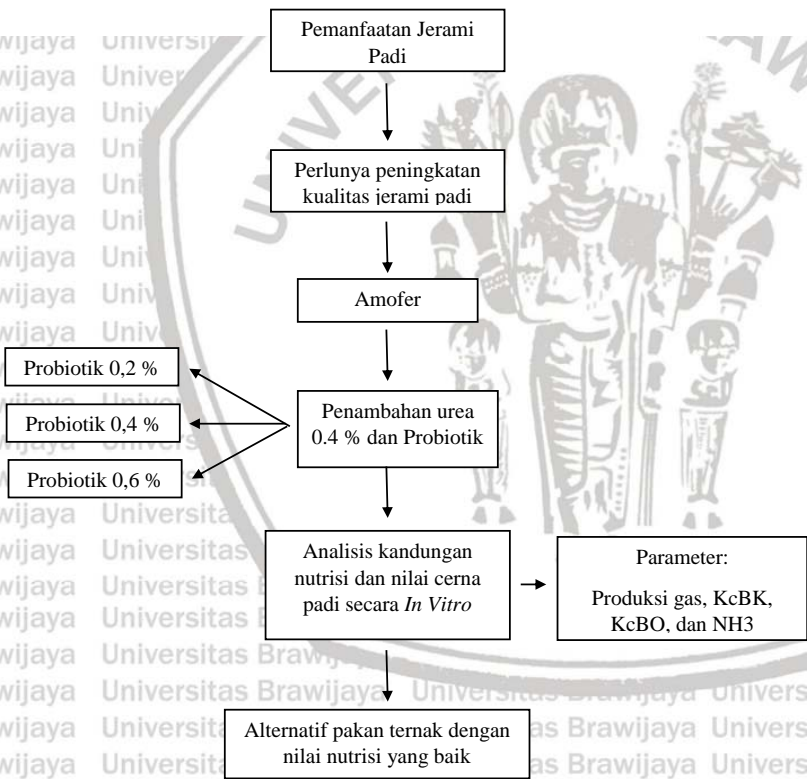 Pemanfaatan Jerami
Padi
Perlunya peningkatan
kualitas jerami padi
Amofer
Probiotik 0,2 %
Probiotik 0,4 %
Probiotik 0,6 %
Penambahan urea
0.4 % dan Probiotik
Analisis kandungan
nutrisi dan nilai cerna
padi secara In Vitro
Parameter:
Produksi gas, KcBK,
KcBO, dan NH3
Alternatif pakan ternak dengan
nilai nutrisi yang baik